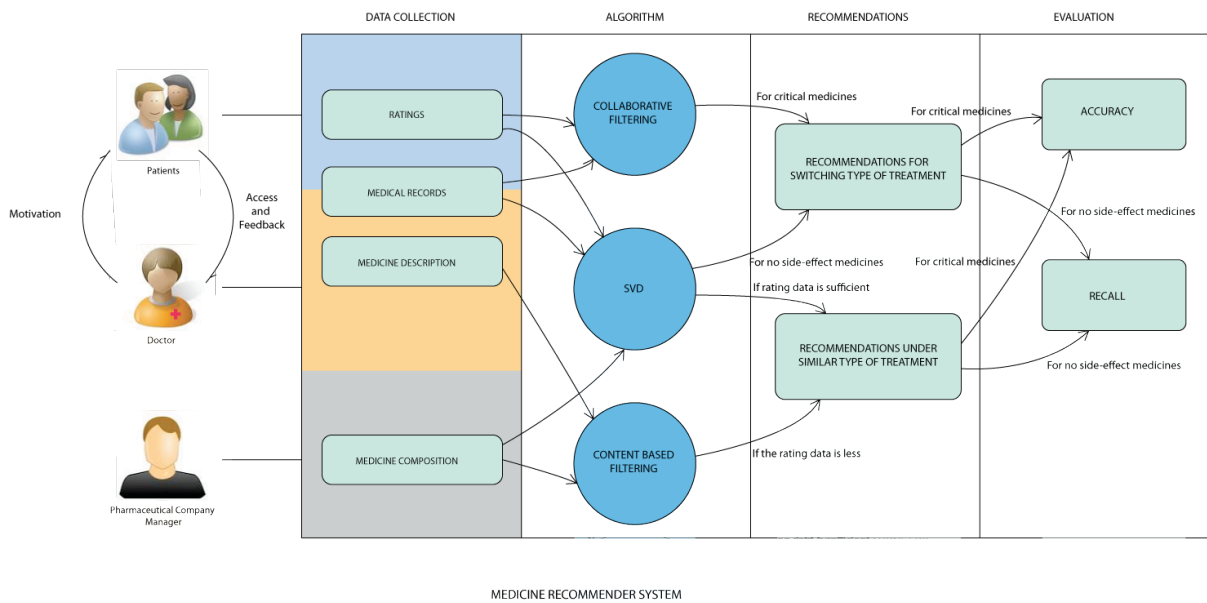 DATA COLLECTION
ALGORITHM
RECOMMENDATIONS
EVALUATION
Patients
Motivation
Access
and
Feedback
Doctor
Pharmaceutical Company
Manager
RATINGS
MEDICAL RECORDS
MEDICINE DESCRIPTION
MEDICINE COMPOSITION
COLLABORATIVE
FILTERING
SVD
CONTENT BASED
FILTERING
For critical medicines
For no side-effect medicines
If rating data is sufficient
If the rating data is less
RECOMMENDATIONS FOR
SWITCHING TYPE OF TREATMENT
RECOMMENDATIONS UNDER
SIMILAR TYPE OF TREATMENT
For critical medicines
For no side-effect medicines
For critical medicines
For no side-effect medicines
ACCURACY
RECALL
MEDICINE RECOMMENDER SYSTEM